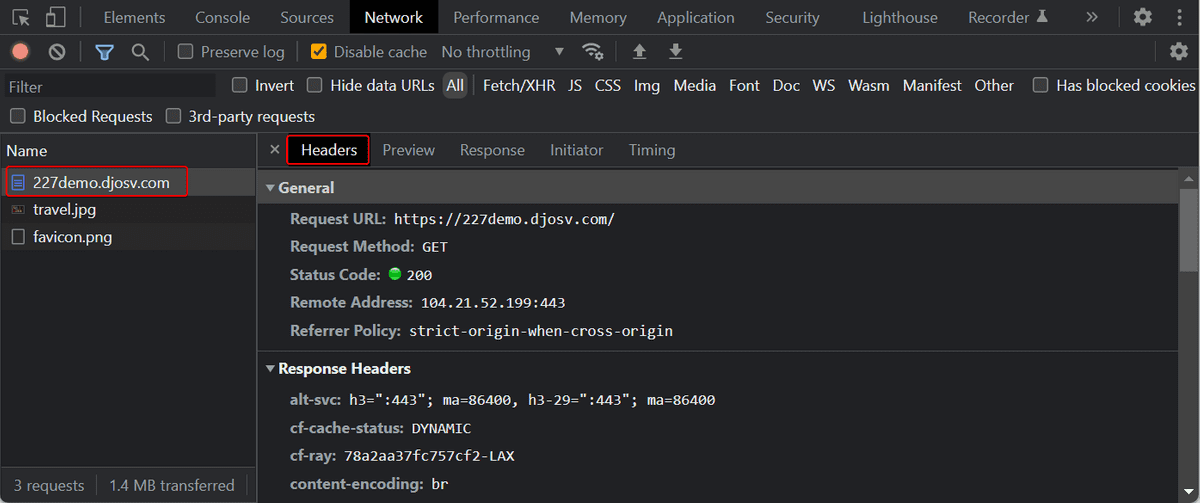 Elements Console Sources Network Performance Memory Application Security Lighthouse Recorder »
Preserve log Disable cache No throttling
Filter Invert Hide data URLs All Fetch/XHR JS CSS Img Media Font Doc WS Wasm Manifest Other Has blocked cookies
Blocked Requests 3rd-party requests
Name × Headers Preview Response Initiator Timing
227demo.djosv.com
travel.jpg
favicon.png
General
Request URL: https://227demo.djosv.com/
Request Method: GET
Status Code: 200
Remote Address: 104.21.52.199:443
Referrer Policy: strict-origin-when-cross-origin
Response Headers
alt-svc: h3=":443"; ma=86400, h3-29=":443"; ma=86400
cf-cache-status: DYNAMIC
cf-ray: 78a2aa37fc757cf2-LAX
content-encoding: br
3 requests 1.4 MB transferred